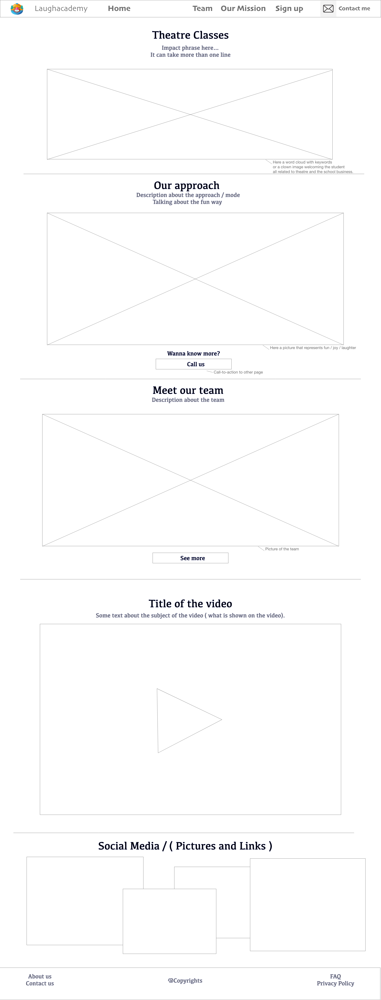 Laughacademy Home Team Our Mission Sign up Contact me
Theatre Classes
Impact phrase here...
It can take more than one line
Here a word cloud with keywords
or a clown image welcoming the student
all related to theatre and the school business.
Our approach
Description about the approach / mode
Talking about the fun way
Here a picture that represents fun / joy / laughter
Wanna know more?
Call us
Call-to-action to other page
Meet our team
Description about the team
Picture of the team
See more
Title of the video
Some text about the subject of the video ( what is shown on the video).
Social Media / ( Pictures and Links )
About us
Contact us
@Copyrights
FAQ
Privacy Policy